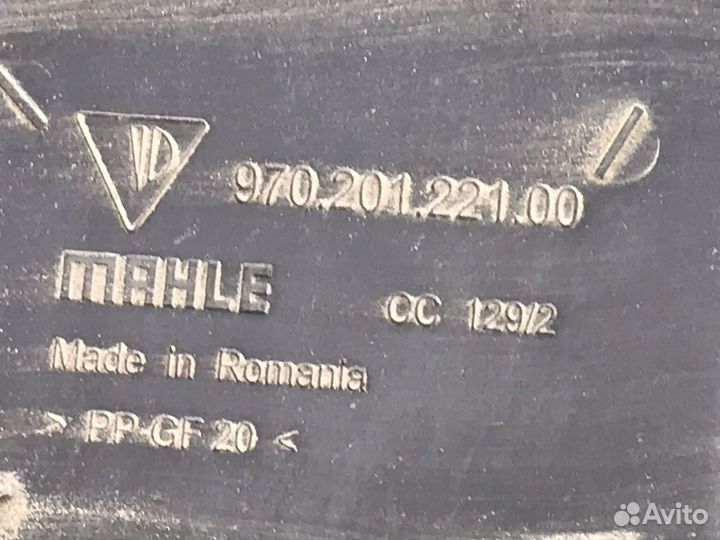 970.201.221.00
MAHLE
CC 129/2
Made in Romania
> PP-GF 20 <
Avito